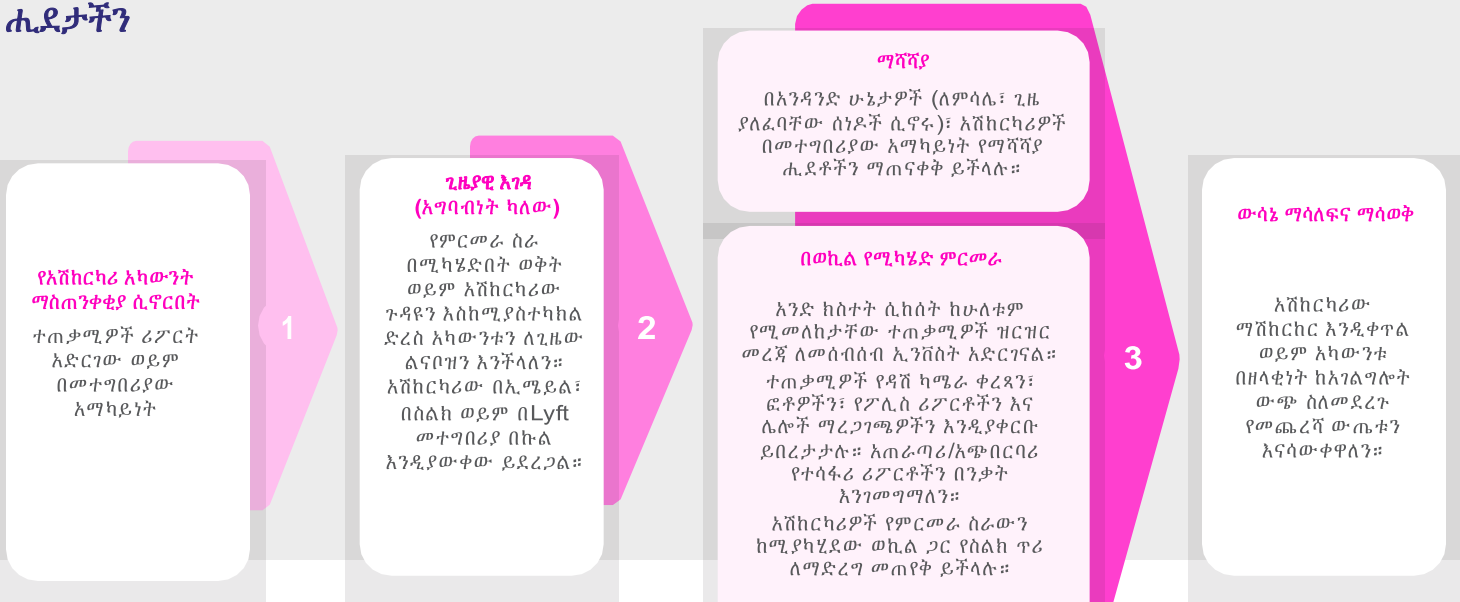 ሒደታችን
የአሽከርካሪ አካውንት
ማስጠንቀቂያ ሲኖርበት
ተጠቃሚዎች ሪፖርት
አድርገው ወይም
በመተግበሪያው
አማካይነት
1
ጊዜያዊ እገዳ
(አግባብነት ካለው)
የምርመራ ስራ
በሚካሄድበት ወቅት
ወይም አሽከርካሪው
ጉዳዩን እስከሚያስተካክል
ድረስ አካውንቱን ለጊዜው
ልናቦዝን እንችላለን።
አሽከርካሪው በኢሜይል፣
በስልክ ወይም በLyft
መተግበሪያ በኩል
እንዲያውቀው ይደረጋል።
2
ማሻሻያ
በአንዳንድ ሁኔታዎች (ለምሳሌ፣ ጊዜ
ያለፈባቸው ሰነዶች ሲኖሩ)፣ አሽከርካሪዎች
በመተግበሪያው አማካይነት የማሻሻያ
ሒደቶችን ማጠናቀቅ ይችላሉ።
በወኪል የሚካሄድ ምርመራ
አንድ ክስተት ሲከሰት ከሁለቱም
የሚመለከታቸው ተጠቃሚዎች ዝርዝር
መረጃ ለመሰብሰብ ኢንቨስት አድርገናል።
ተጠቃሚዎች የዳሽ ካሜራ ቀረጻን፣
ፎቶዎችን፣ የፖሊስ ሪፖርቶችን እና
ሌሎች ማረጋገጫዎችን እንዲያቀርቡ
ይበረታታሉ። አጠራጣሪ/አጭበርባሪ
የተሳፋሪ ሪፖርቶችን በንቃት
እንገመግማለን።
አሽከርካሪዎች የምርመራ ስራውን
ከሚያካሂደው ወኪል ጋር የስልክ ጥሪ
ለማድረግ መጠየቅ ይችላሉ።
3
ውሳኔ ማሳለፍና ማሳወቅ
አሽከርካሪው
ማሽከርከር እንዲቀጥል
ወይም አካውንቱ
በዘላቂነት ከአገልግሎት
ውጭ ስለመደረጉ
የመጨረሻ ውጤቱን
እናሳውቀዋለን።